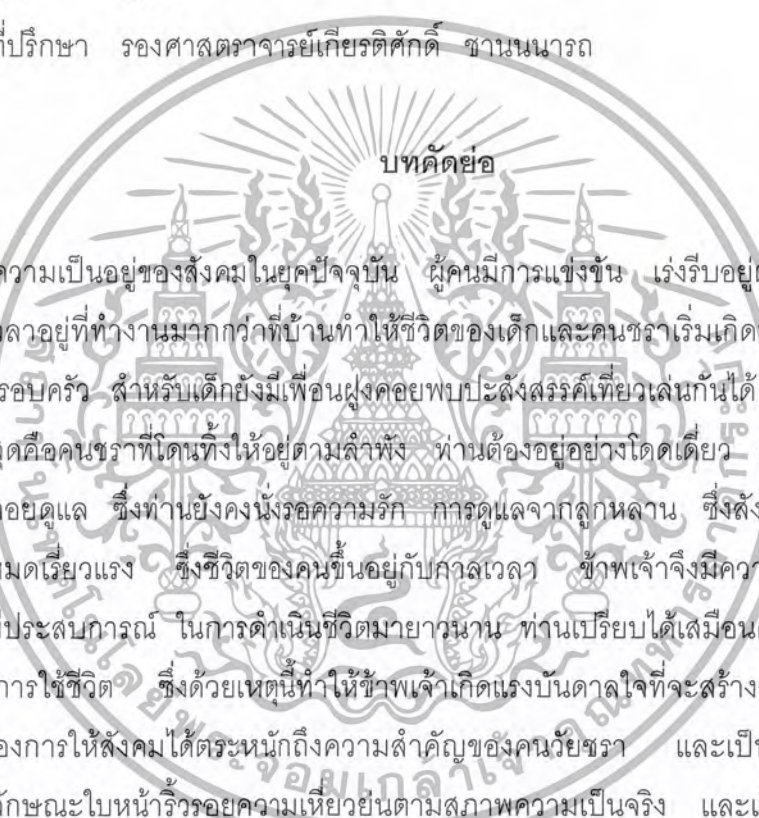 ที่ปรึกษา รองศาสตราจารย์เกียรติศักดิ์ ชานนนารถ
บทคัดย่อ
ความเป็นอยู่ของสังคมในยุคปัจจุบัน ผู้คนมีการแข่งขัน เร่งรีบอยู่
ลาอยู่ที่ทำงานมากกว่าที่บ้านทำให้ชีวิตของเด็กและคนชราเริ่มเกิด
รอบครัว สำหรับเด็กยังมีเพื่อนฝูงคอยพบปะสังสรรค์เที่ยวเล่นกันได้
ดคือคนชราที่โดนทิ้งให้อยู่ตามลำพัง ท่านต้องอยู่อย่างโดดเดี่ยว
อยดูแล ซึ่งท่านยังคงนั่งรอความรัก การดูแลจากลูกหลาน ซึ่งสัง
มดเรี่ยวแรง ซึ่งชีวิตของคนขึ้นอยู่กับกาลเวลา ข้าพเจ้าจึงมีควา
ประสบการณ์ ในการดำเนินชีวิตมายาวนาน ท่านเปรียบได้เสมือน
การใช้ชีวิต ซึ่งด้วยเหตุนี้ทำให้ข้าพเจ้าเกิดแรงบันดาลใจที่จะสร้าง
องการให้สังคมได้ตระหนักถึงความสำคัญของคนวัยชรา และเป็น
ักษณะใบหน้าริ้วรอยความเหี่ยวย่นตามสภาพความเป็นจริง และ